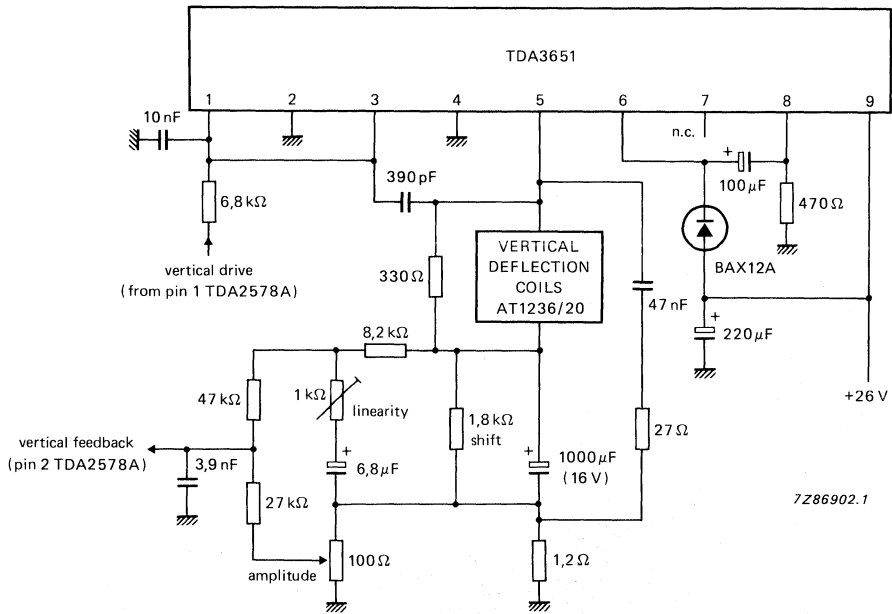 TDA3651
1 2 3 4 5 6 7 8 9
10 nF
n.c.
+
100 µF
390 pF
6,8 kΩ
470 Ω
vertical drive
(from pin 1 TDA2578A)
VERTICAL
DEFLECTION
COILS
AT1236/20
BAX12A
330 Ω
47 nF
+
220 µF
8,2 kΩ
+26 V
47 kΩ
1 kΩ
linearity
1,8 kΩ
shift
27 Ω
vertical feedback
(pin 2 TDA2578A)
3,9 nF
+
6,8 µF
+
1000 µF
(16 V)
27 kΩ
7Z86902.1
amplitude
100 Ω
1,2 Ω